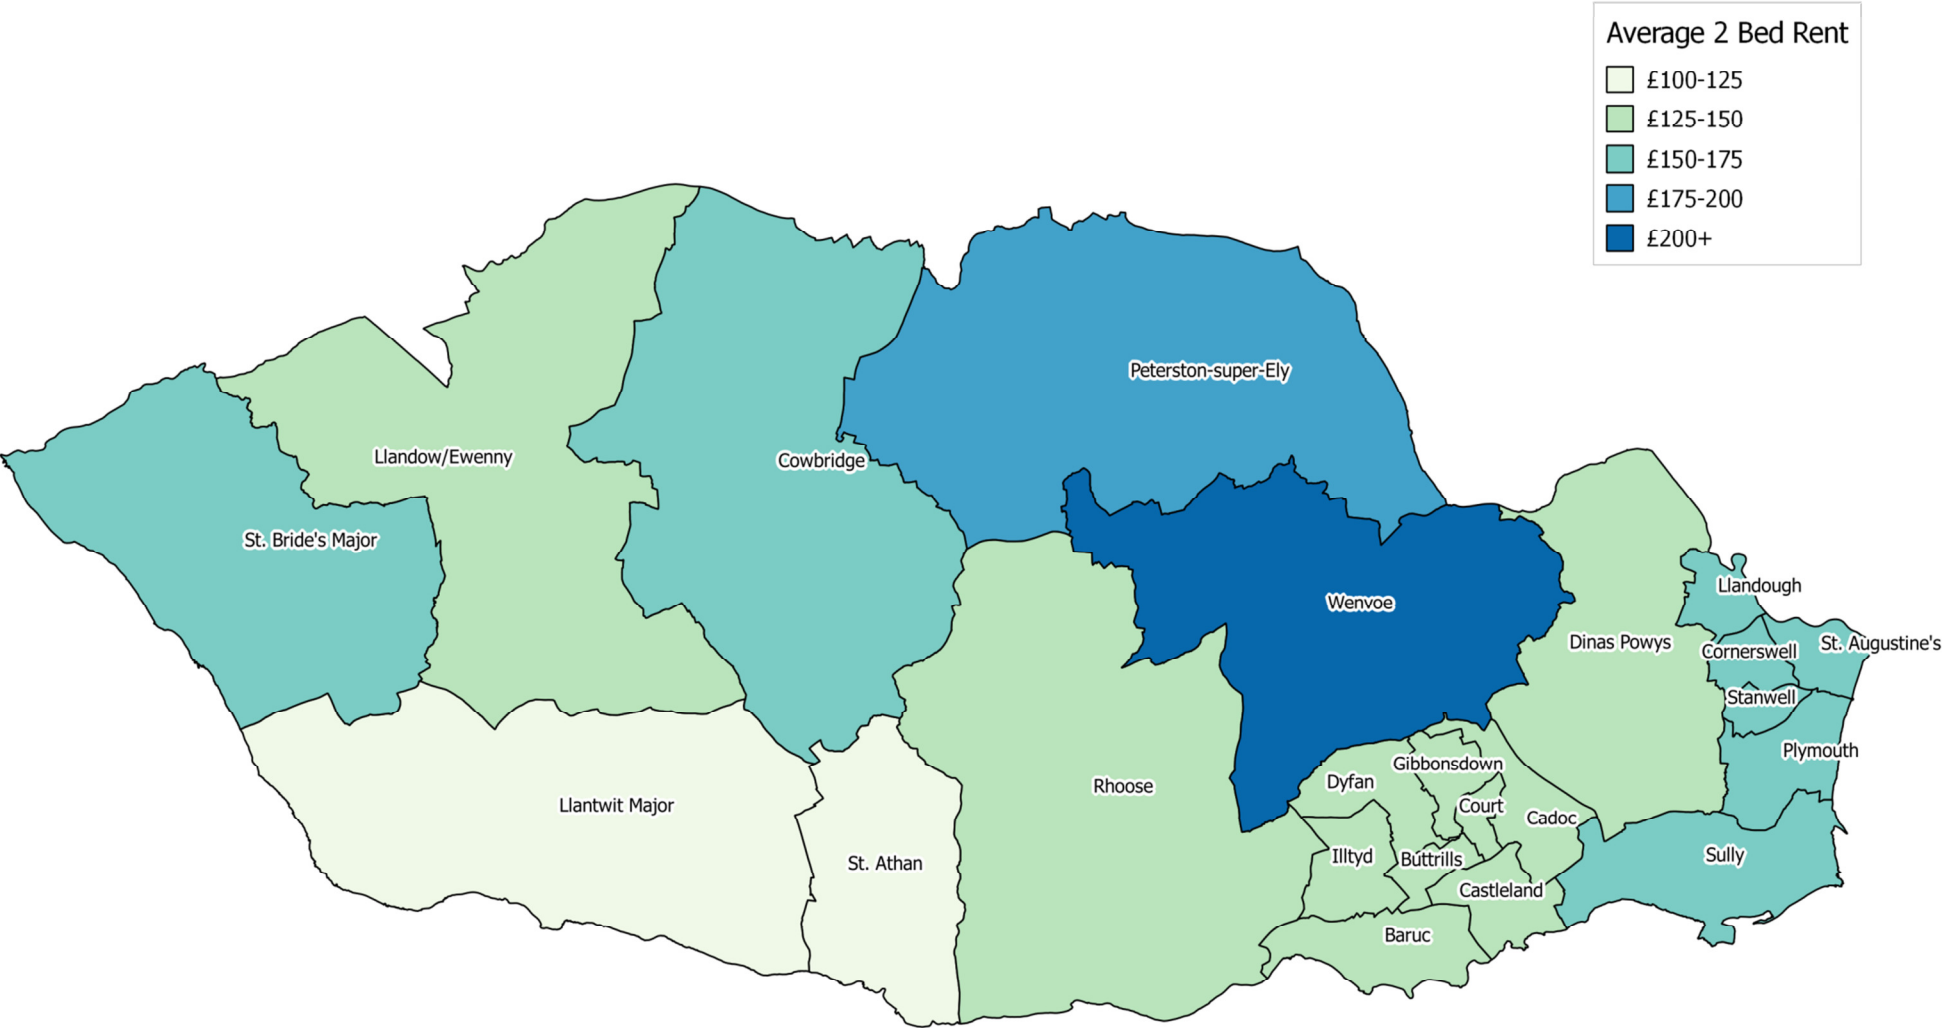 Average 2 Bed Rent
£100-125
£125-150
£150-175
£175-200
£200+
Peterston-super-Ely
Llandow/Ewenny
Cowbridge
St. Bride's Major
Llandough
Wenvoe
Dinas Powys
St. Augustine's
Cornerswell
Stanwell
Plymouth
Gibbonsdown
Dyfan
Rhoose
Llantwit Major
Court
Cadoc
Sully
Illtyd
Buttrills
St. Athan
Castleland
Baruc